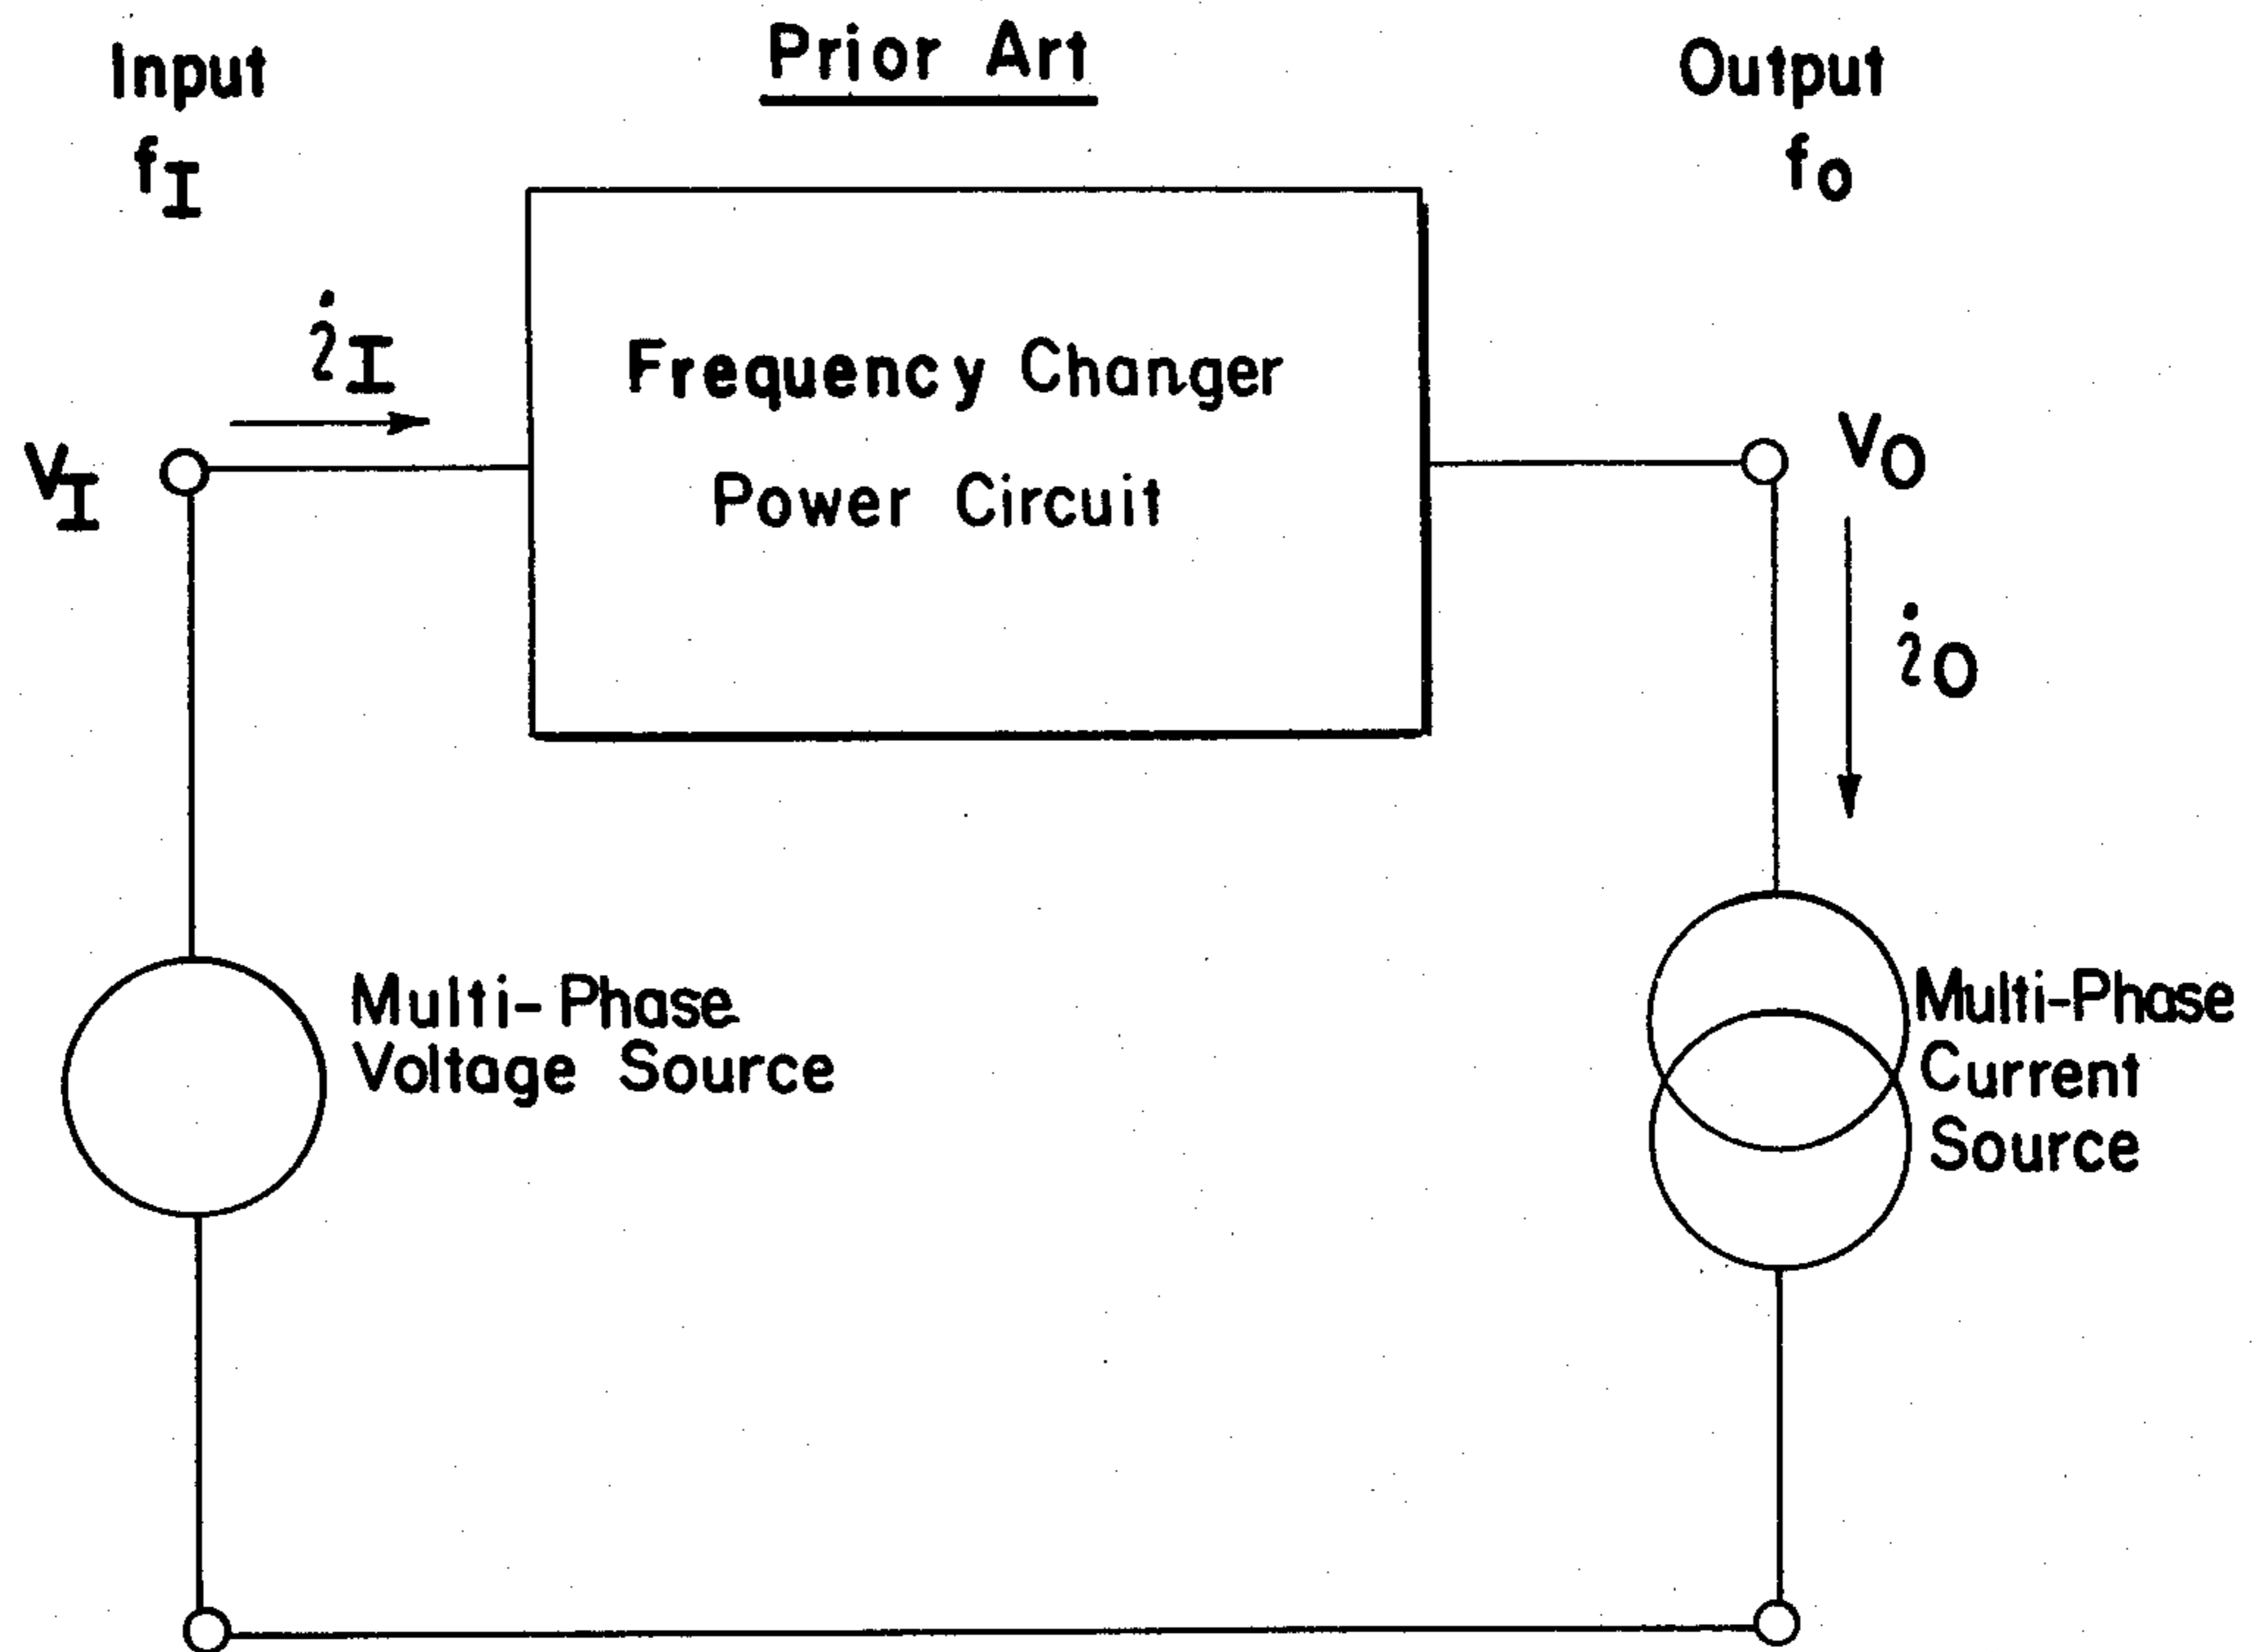 Prior Art
Input
fI
Output
fO
iI
VI
Frequency Changer
Power Circuit
VO
iO
Multi-Phase
Voltage Source
Multi-Phase
Current
Source